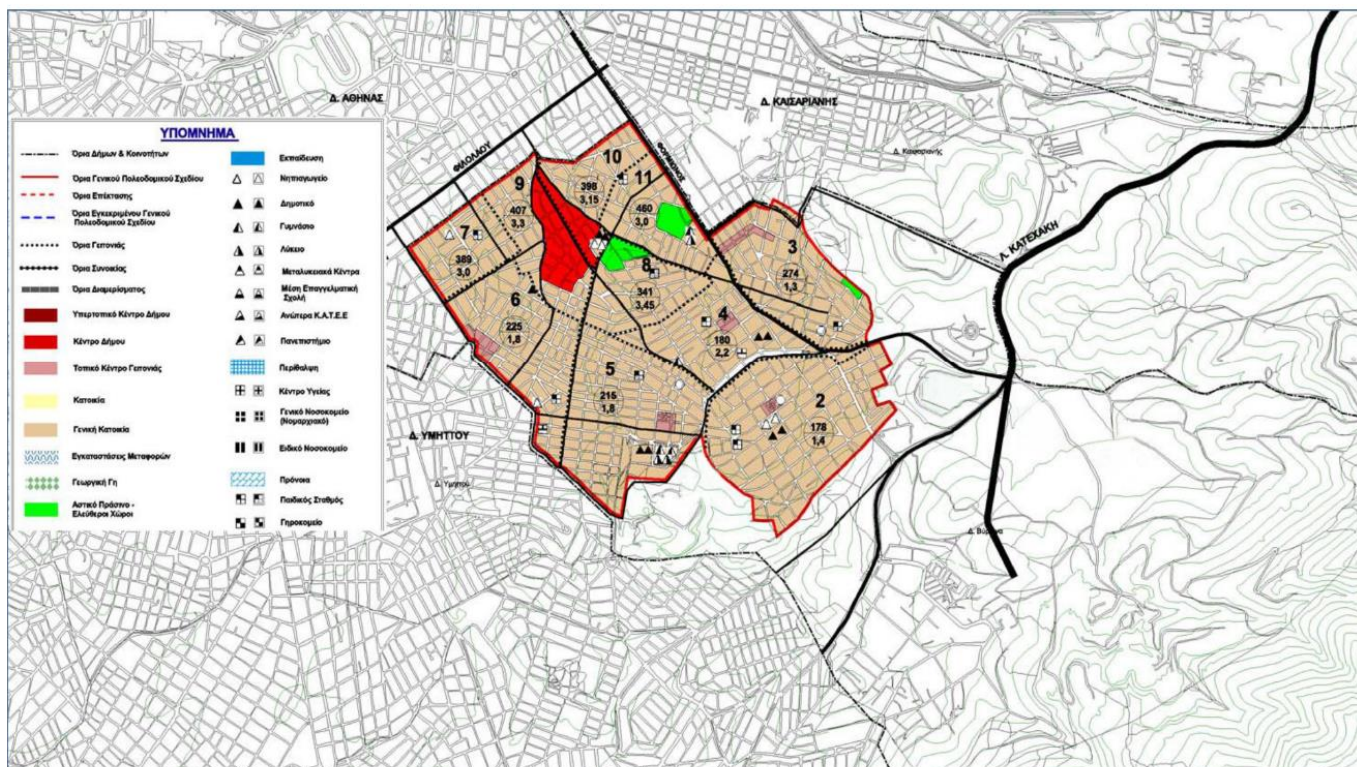 Δ. ΑΘΗΝΑΣ
Δ. ΚΑΙΣΑΡΙΑΝΗΣ
Δ. Καισαριανής
ΦΙΛΟΛΑΟΥ
ΦΟΡΜΙΩΝΟΣ
Λ. ΚΑΤΕΧΑΚΗ
ΥΠΟΜΝΗΜΑ
Όρια Δήμων & Κοινοτήτων
Όρια Γενικού Πολεοδομικού Σχεδίου
Όρια Επέκτασης
Όρια Εγκεκριμένου Γενικού
Πολεοδομικού Σχεδίου
Όρια Γειτονιάς
Όρια Συνοικίας
Όρια Διαμερίσματος
Υπερτοπικό Κέντρο Δήμου
Κέντρο Δήμου
Τοπικό Κέντρο Γειτονιάς
Κατοικία
Γενική Κατοικία
Εγκαταστάσεις Μεταφορών
Γεωργική Γη
Αστικό Πράσινο -
Ελεύθεροι Χώροι
Εκπαίδευση
Νηπιαγωγείο
Δημοτικό
Γυμνάσιο
Λύκειο
Μεταλυκειακά Κέντρα
Μέση Επαγγελματική
Σχολή
Ανώτερα Κ.Α.Τ.Ε.Ε
Πανεπιστήμιο
Περίθαλψη
Κέντρο Υγείας
Γενικό Νοσοκομείο
(Νομαρχιακό)
Ειδικό Νοσοκομείο
Πρόνοια
Παιδικός Σταθμός
Γηροκομείο
10
398
3,15
11
460
3,0
9
407
3,3
7
389
3,0
3
274
1,3
8
341
3,45
6
225
1,8
4
180
2,2
5
215
1,8
2
178
1,4
Δ. ΥΜΗΤΤΟΥ
Δ. Υμηττού
Δ. Βύρωνα